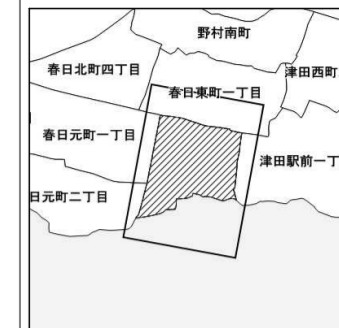 野村南町
春日北町四丁目
津田西町
春日東町一丁目
春日元町一丁目
津田駅前一丁
日元町二丁目